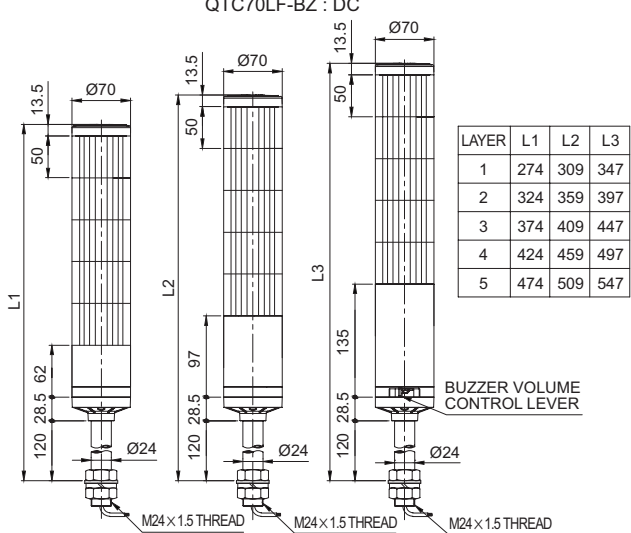 QTC70LF-BZ : DC
13.5
Ø70
50
L1
62
28.5
120
Ø24
M24×1.5 THREAD
13.5
Ø70
50
L2
97
28.5
120
Ø24
M24×1.5 THREAD
13.5
Ø70
50
L3
135
28.5
120
Ø24
M24×1.5 THREAD
BUZZER VOLUME
CONTROL LEVER
LAYER L1 L2 L3
1 274 309 347
2 324 359 397
3 374 409 447
4 424 459 497
5 474 509 547